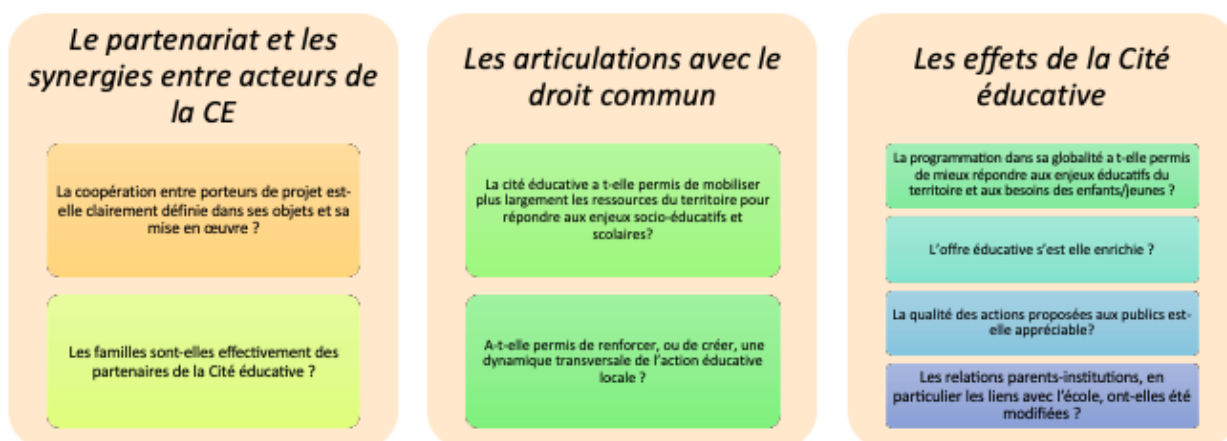 Le partenariat et les
synergies entre acteurs de
la CE
La coopération entre porteurs de projet est-
elle clairement définie dans ses objets et sa
mise en œuvre ?
Les familles sont-elles effectivement des
partenaires de la Cité éducative ?
Les articulations avec le
droit commun
La cité éducative a t-elle permis de mobiliser
plus largement les ressources du territoire pour
répondre aux enjeux socio-éducatifs et
scolaires?
A-t-elle permis de renforcer, ou de créer, une
dynamique transversale de l'action éducative
locale ?
Les effets de la Cité
éducative
La programmation dans sa globalité a t-elle permis
de mieux répondre aux enjeux éducatifs du
territoire et aux besoins des enfants/jeunes ?
L'offre éducative s'est elle enrichie ?
La qualité des actions proposées aux publics est-
elle appréciable?
Les relations parents-institutions, en
particulier les liens avec l'école, ont-elles été
modifiées ?